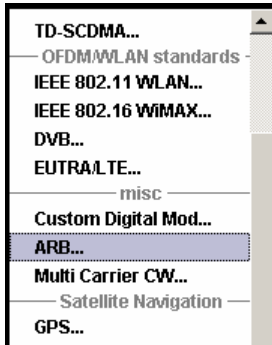 TD-SCDMA...
OFDM/WLAN standards
IEEE 802.11 WLAN...
IEEE 802.16 WiMAX...
DVB...
EUTRA/LTE...
misc
Custom Digital Mod...
ARB...
Multi Carrier CW...
Satellite Navigation
GPS...